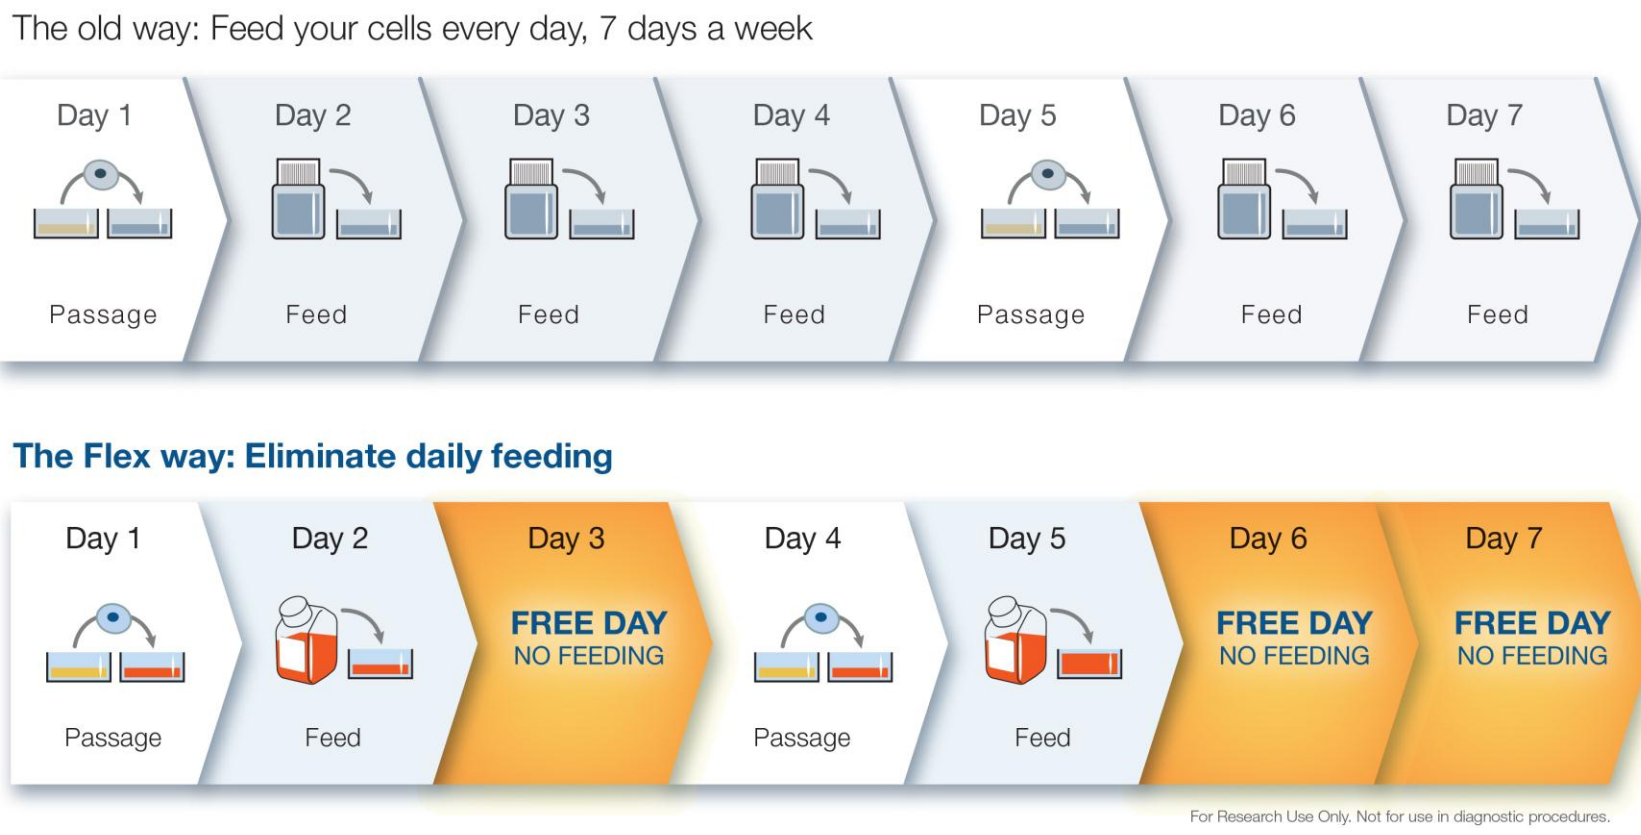 The old way: Feed your cells every day, 7 days a week
Day 1
Day 2
Day 3
Day 4
Day 5
Day 6
Day 7
Passage
Feed
Feed
Feed
Passage
Feed
Feed
The Flex way: Eliminate daily feeding
Day 1
Day 2
Day 3
Day 4
Day 5
Day 6
Day 7
FREE DAY
NO FEEDING
FREE DAY
NO FEEDING
FREE DAY
NO FEEDING
Passage
Feed
Passage
Feed
For Research Use Only. Not for use in diagnostic procedures.